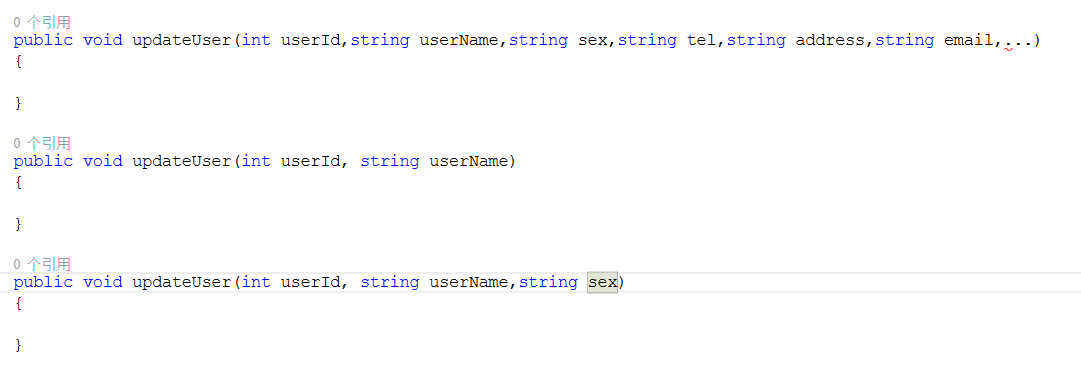 0 个引用
public void updateUser(int userId,string userName,string sex,string tel,string address,string email,...)
{
}
0 个引用
public void updateUser(int userId, string userName)
{
}
0 个引用
public void updateUser(int userId, string userName,string sex)
{
}